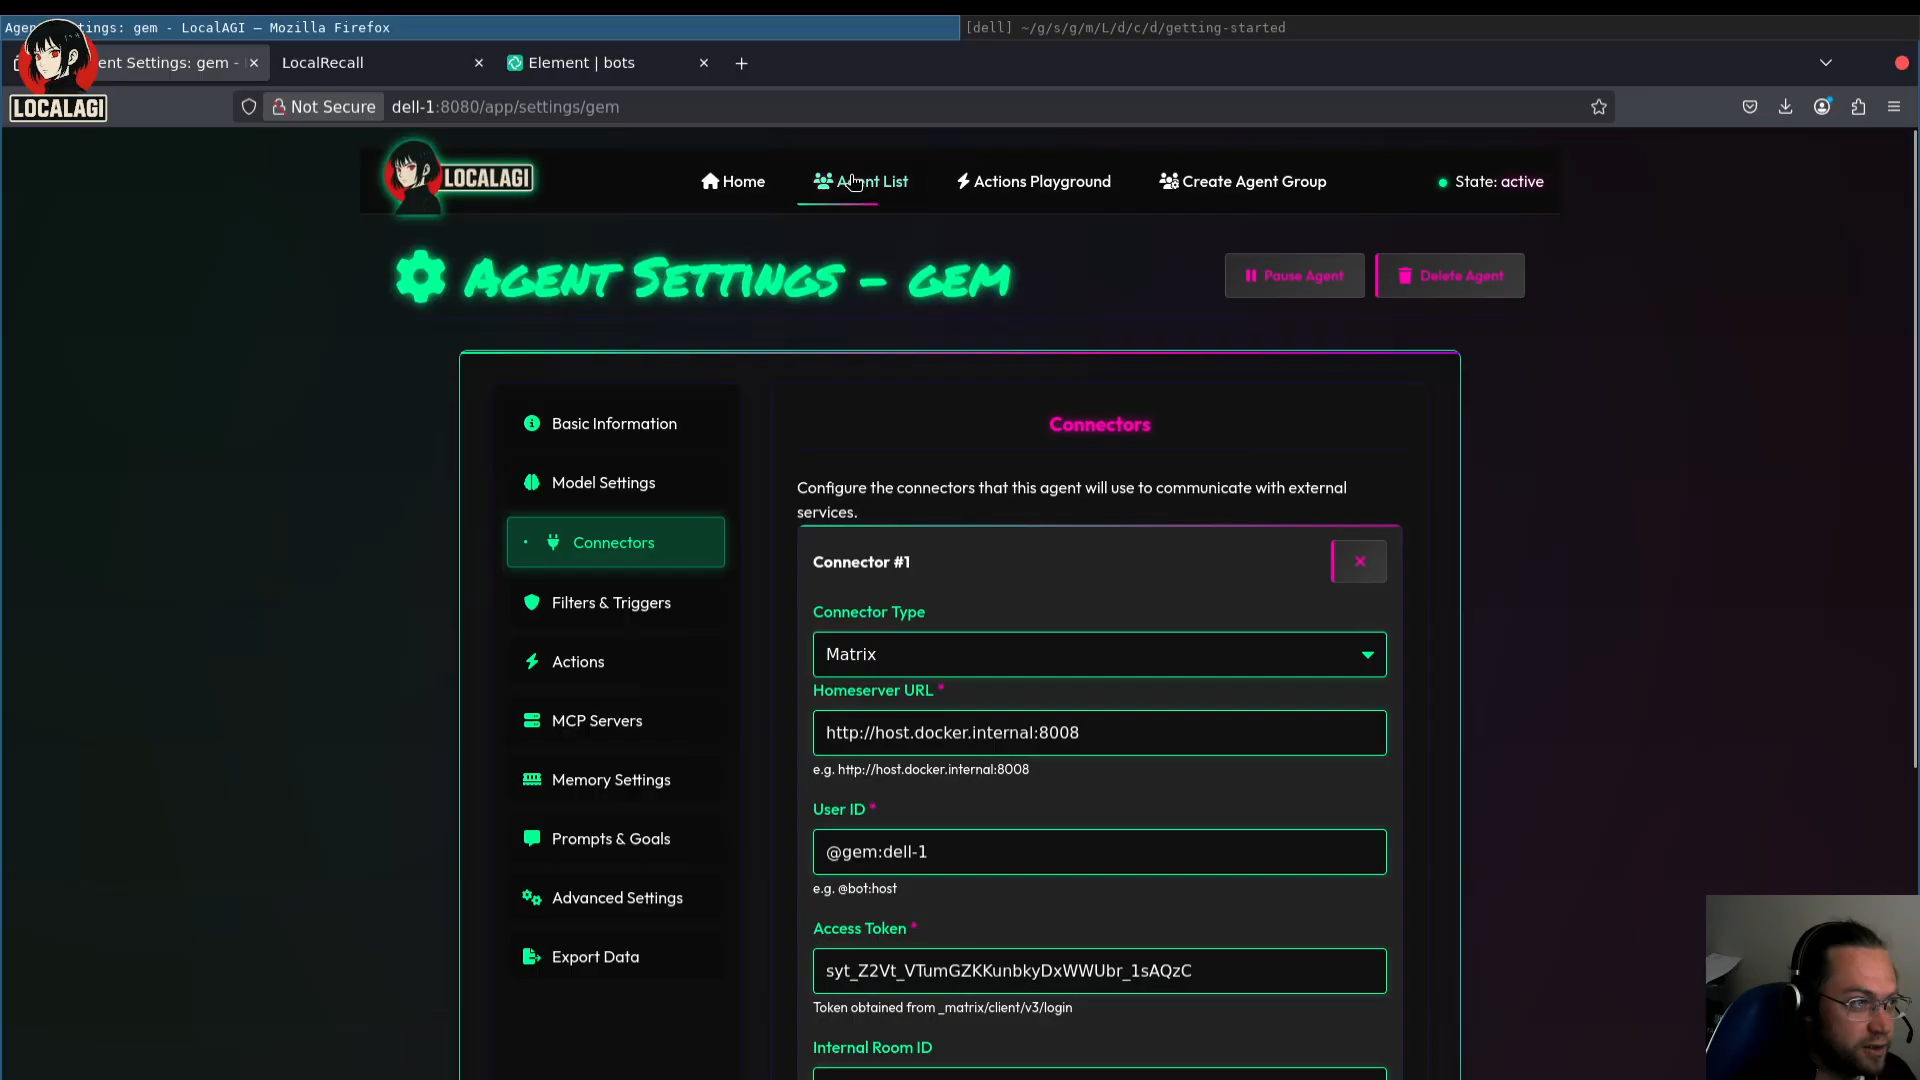 Agent Settings: gem - LocalAGI — Mozilla Firefox
[dell] ~/g/s/g/m/L/d/c/d/getting-started
ent Settings: gem -
LocalRecall
Element | bots
LOCALAGI
Not Secure
dell-1:8080/app/settings/gem
LOCALAGI
Home
Agent List
Actions Playground
Create Agent Group
State: active
Agent Settings - gem
Pause Agent
Delete Agent
Basic Information
Model Settings
Connectors
Filters & Triggers
Actions
MCP Servers
Memory Settings
Prompts & Goals
Advanced Settings
Export Data
Connectors
Configure the connectors that this agent will use to communicate with external
services.
Connector #1
Connector Type
Matrix
Homeserver URL *
http://host.docker.internal:8008
e.g. http://host.docker.internal:8008
User ID *
@gem:dell-1
e.g. @bot:host
Access Token *
syt_Z2Vt_VTumGZKKunbkyDxWWUbr_1sAQzC
Token obtained from _matrix/client/v3/login
Internal Room ID